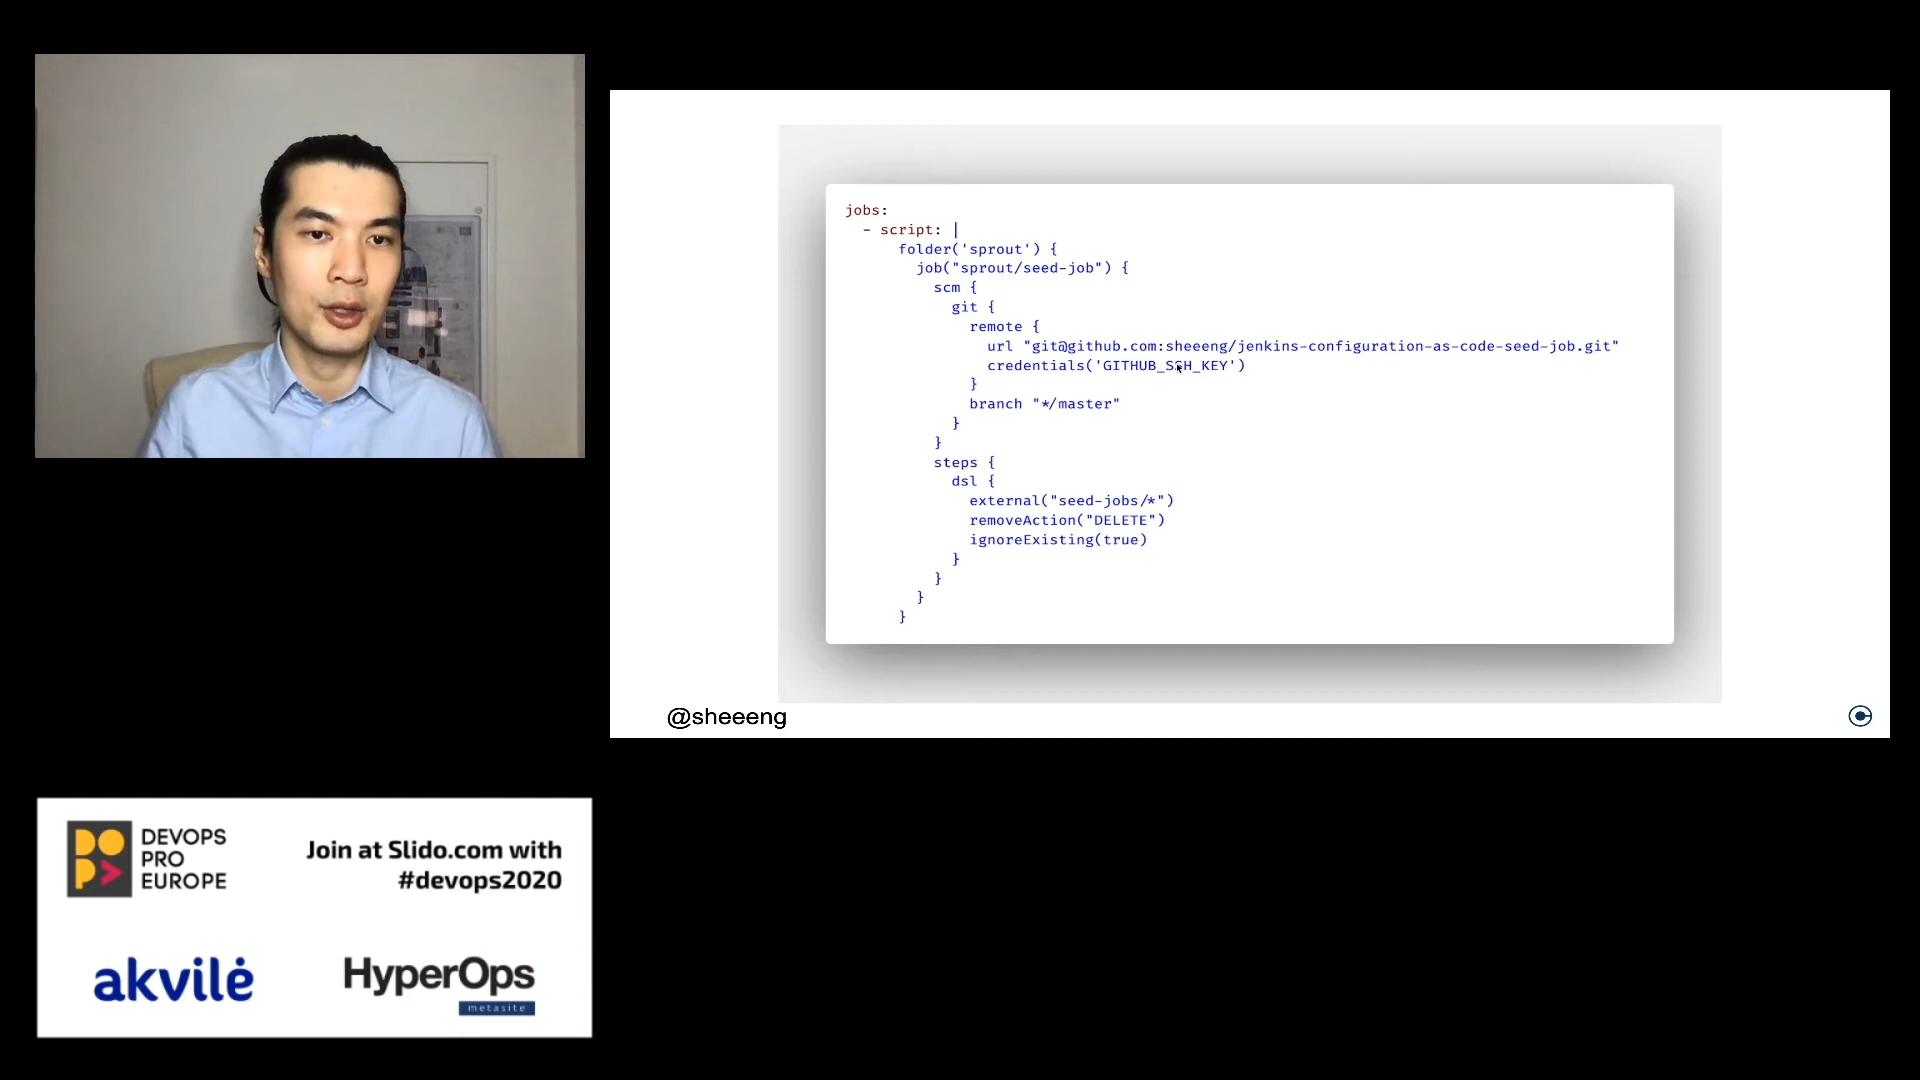 jobs:
  - script: |
      folder('sprout') {
        job("sprout/seed-job") {
          scm {
            git {
              remote {
                url "git@github.com:sheeeng/jenkins-configuration-as-code-seed-job.git"
                credentials('GITHUB_SSH_KEY')
              }
              branch "*/master"
            }
          }
          steps {
            dsl {
              external("seed-jobs/*")
              removeAction("DELETE")
              ignoreExisting(true)
            }
          }
        }
      }
@sheeeng
DEVOPS
PRO
EUROPE
Join at Slido.com with
#devops2020
akvilė
HyperOps
metasite